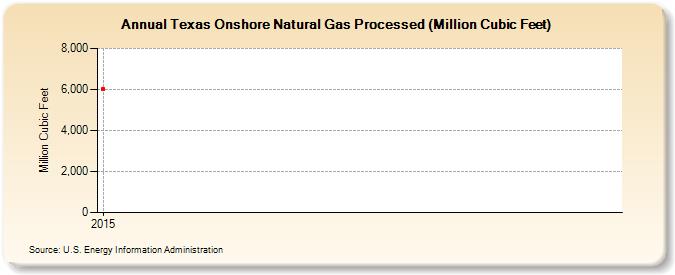 Annual Texas Onshore Natural Gas Processed (Million Cubic Feet)
Million Cubic Feet
8,000
6,000
4,000
2,000
0
2015
Source: U.S. Energy Information Administration